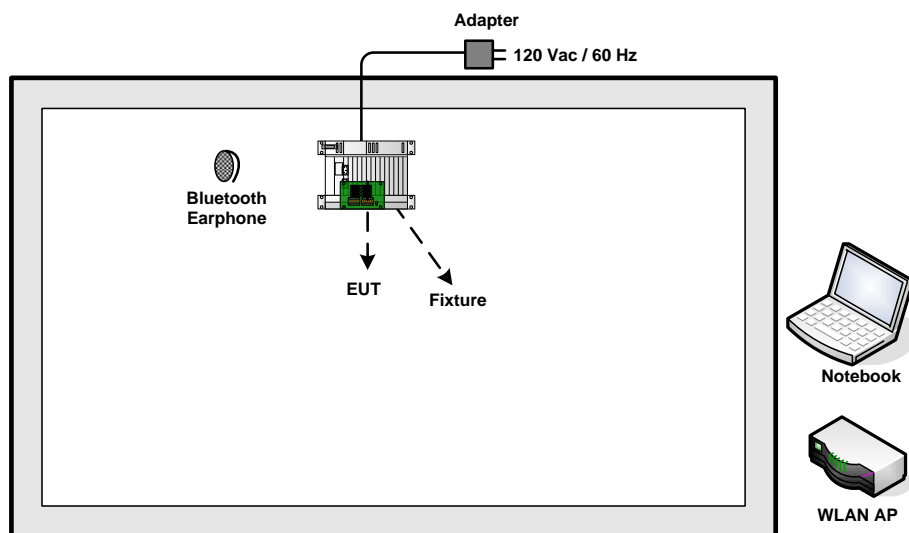 Adapter
120 Vac / 60 Hz
Bluetooth
Earphone
EUT
Fixture
Notebook
WLAN AP